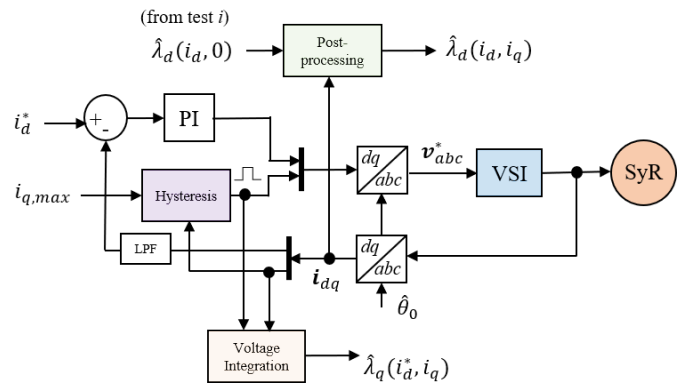 (from test i)
λ̂_d(i_d, 0)
Post-
processing
λ̂_d(i_d, i_q)
i_d^*
+
-
PI
dq
abc
v_abc^*
VSI
SyR
i_q,max
Hysteresis
LPF
i_dq
dq
abc
θ̂_0
Voltage
Integration
λ̂_q(i_d^*, i_q)